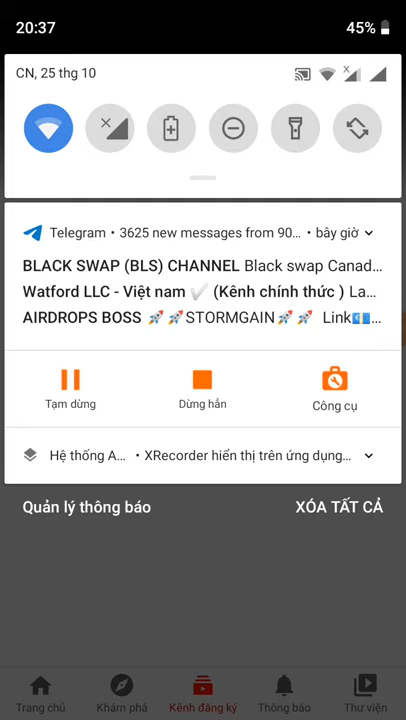 20:37 45%
CN, 25 thg 10
Telegram • 3625 new messages from 90... • bây giờ
BLACK SWAP (BLS) CHANNEL Black swap Canad...
Watford LLC - Việt nam ✔️ (Kênh chính thức ) La...
AIRDROPS BOSS 🚀🚀STORMGAIN🚀🚀 Link💶...
Tạm dừng Dừng hẳn Công cụ
Hệ thống A... • XRecorder hiển thị trên ứng dụng...
Quản lý thông báo XÓA TẤT CẢ
Trang chủ Khám phá Kênh đăng ký Thông báo Thư viện